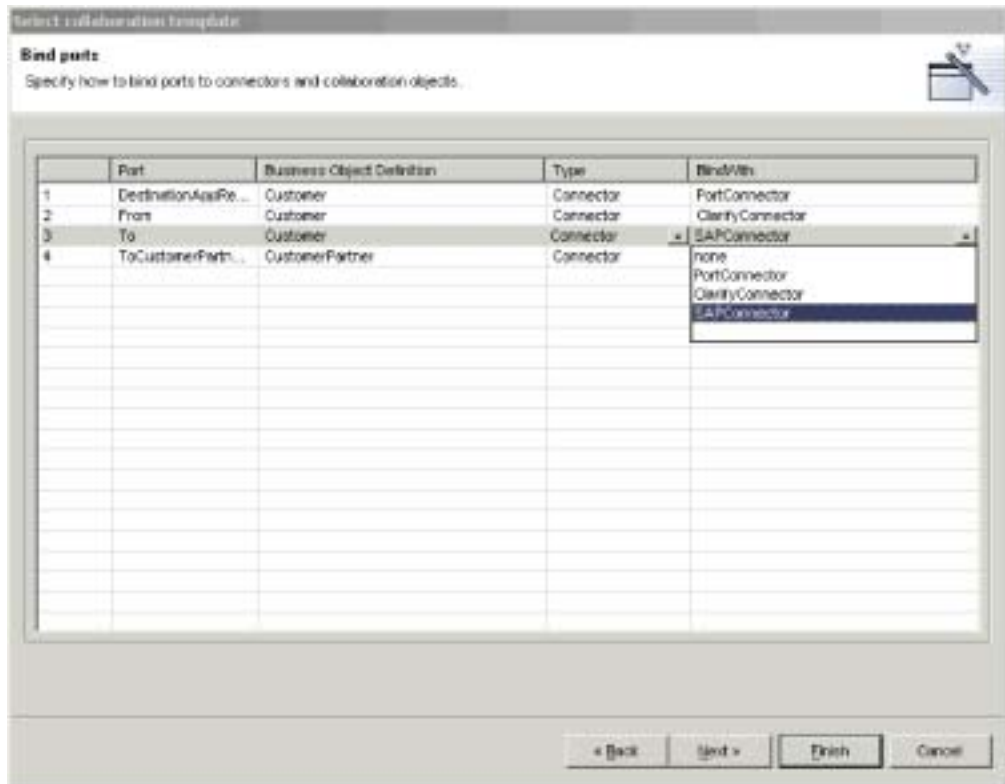 Select collaboration template
Bind ports
Specify how to bind ports to connectors and collaboration objects.
Port Business Object Definition Type BindWith
1 DestinationAppRe... Customer Connector PortConnector
2 From Customer Connector ClarifyConnector
3 To Customer Connector SAPConnector
4 ToCustomerPartn... CustomerPartner Connector none
PortConnector
ClarifyConnector
SAPConnector
< Back Next > Finish Cancel